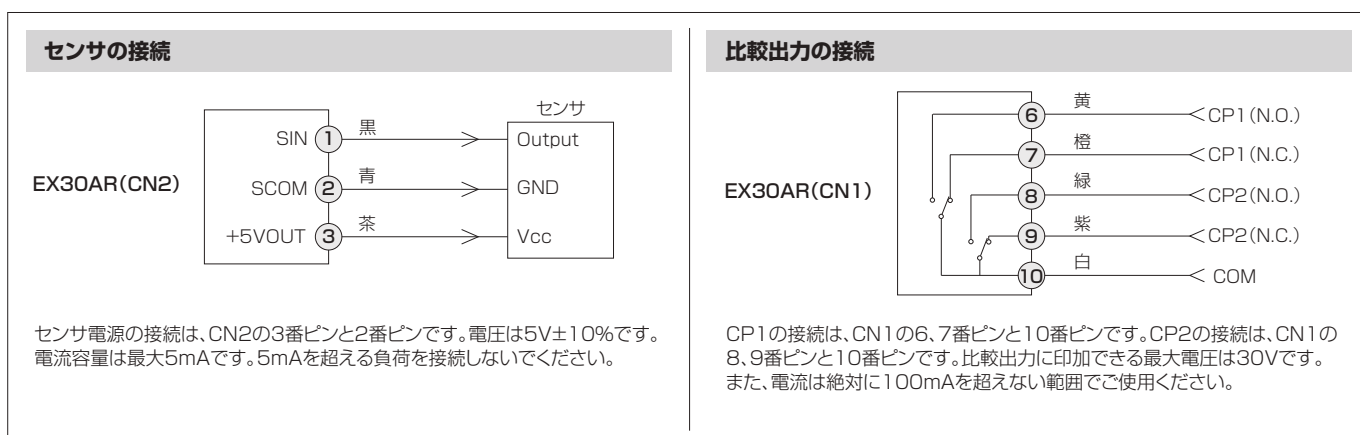 センサの接続
センサ
EX30AR(CN2)
SIN 1 黒 Output
SCOM 2 青 GND
+5VOUT 3 茶 Vcc
センサ電源の接続は、CN2の3番ピンと2番ピンです。電圧は5V±10%です。
電流容量は最大5mAです。5mAを超える負荷を接続しないでください。
比較出力の接続
EX30AR(CN1)
6 黄 CP1(N.O.)
7 橙 CP1(N.C.)
8 緑 CP2(N.O.)
9 紫 CP2(N.C.)
10 白 COM
CP1の接続は、CN1の6、7番ピンと10番ピンです。CP2の接続は、CN1の
8、9番ピンと10番ピンです。比較出力に印加できる最大電圧は30Vです。
また、電流は絶対に100mAを超えない範囲でご使用ください。